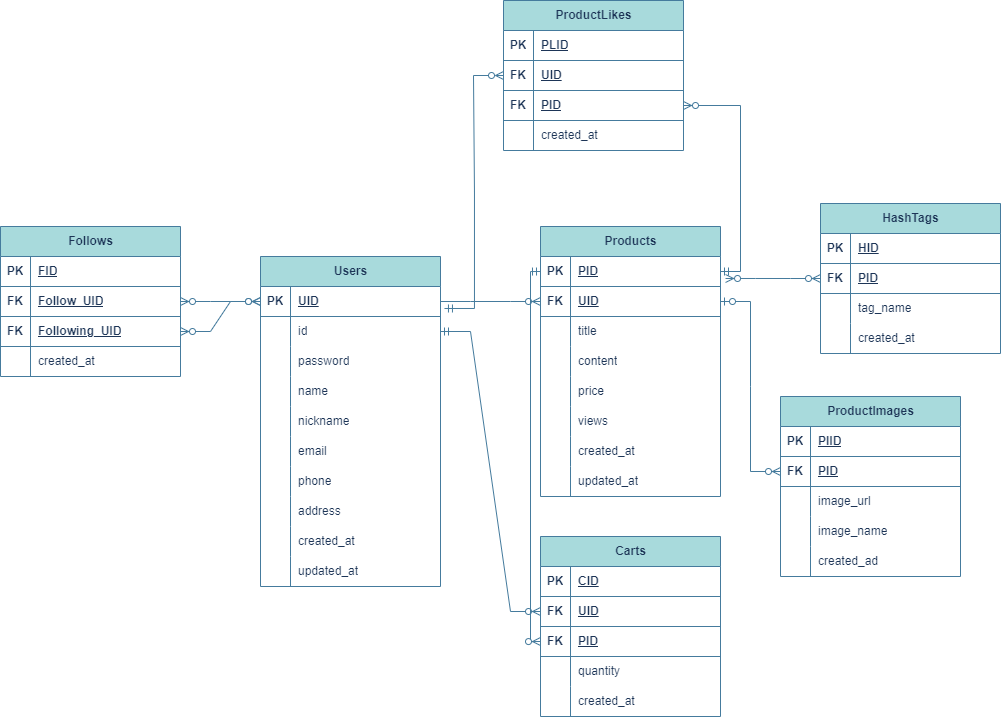 ProductLikes
PK PLID
FK UID
FK PID
created_at
Follows
PK FID
FK Follow_UID
FK Following_UID
created_at
Users
PK UID
id
password
name
nickname
email
phone
address
created_at
updated_at
Products
PK PID
FK UID
title
content
price
views
created_at
updated_at
HashTags
PK HID
FK PID
tag_name
created_at
ProductImages
PK PIID
FK PID
image_url
image_name
created_ad
Carts
PK CID
FK UID
FK PID
quantity
created_at